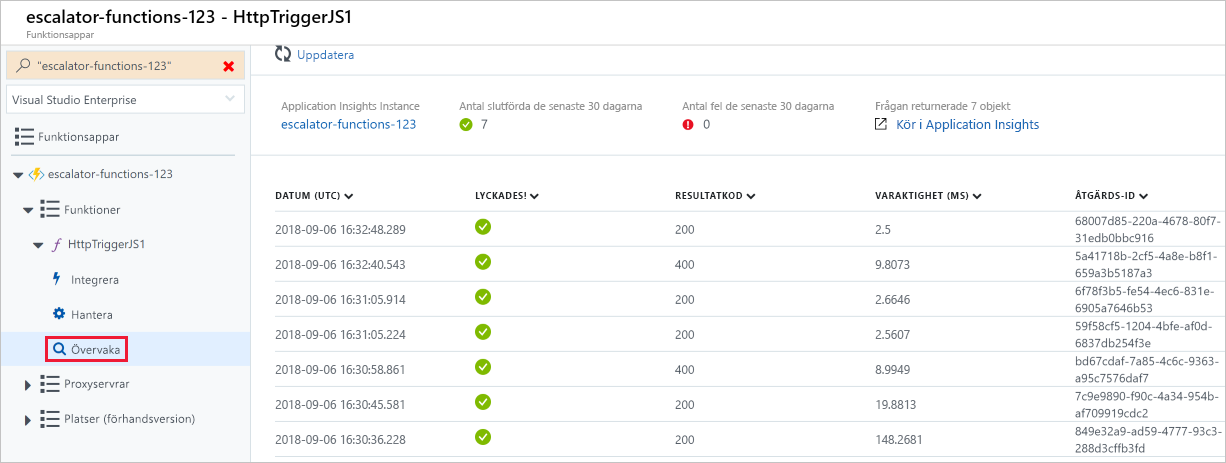 escalator-functions-123 - HttpTriggerJS1
Funktionsappar
"escalator-functions-123"
Visual Studio Enterprise
Funktionsappar
escalator-functions-123
Funktioner
HttpTriggerJS1
Integrera
Hantera
Övervaka
Proxyservrar
Platser (förhandsversion)
Uppdatera
Application Insights Instance
escalator-functions-123
Antal slutförda de senaste 30 dagarna
7
Antal fel de senaste 30 dagarna
0
Frågan returnerade 7 objekt
Kör i Application Insights
DATUM (UTC) LYCKADES! RESULTATKOD VARAKTIGHET (MS) ÅTGÄRDS-ID
2018-09-06 16:32:48.289 200 2.5 68007d85-220a-4678-80f7-
31edb0bbc916
2018-09-06 16:32:40.543 400 9.8073 5a41718b-2cf5-4a8e-b8f1-
659a3b5187a3
2018-09-06 16:31:05.914 200 2.6646 6f78f3b5-fe54-4ec6-831e-
6905a7646b53
2018-09-06 16:31:05.224 200 2.5607 59f58cf5-1204-4bfe-af0d-
6837db254f3e
2018-09-06 16:30:58.861 400 8.9949 bd67cdaf-7a85-4c6c-9363-
a95c7576daf7
2018-09-06 16:30:45.581 200 19.8813 7c9e9890-f90c-4a34-954b-
af709919cdc2
2018-09-06 16:30:36.228 200 148.2681 849e32a9-ad59-4777-93c3-
288d3cffb3fd